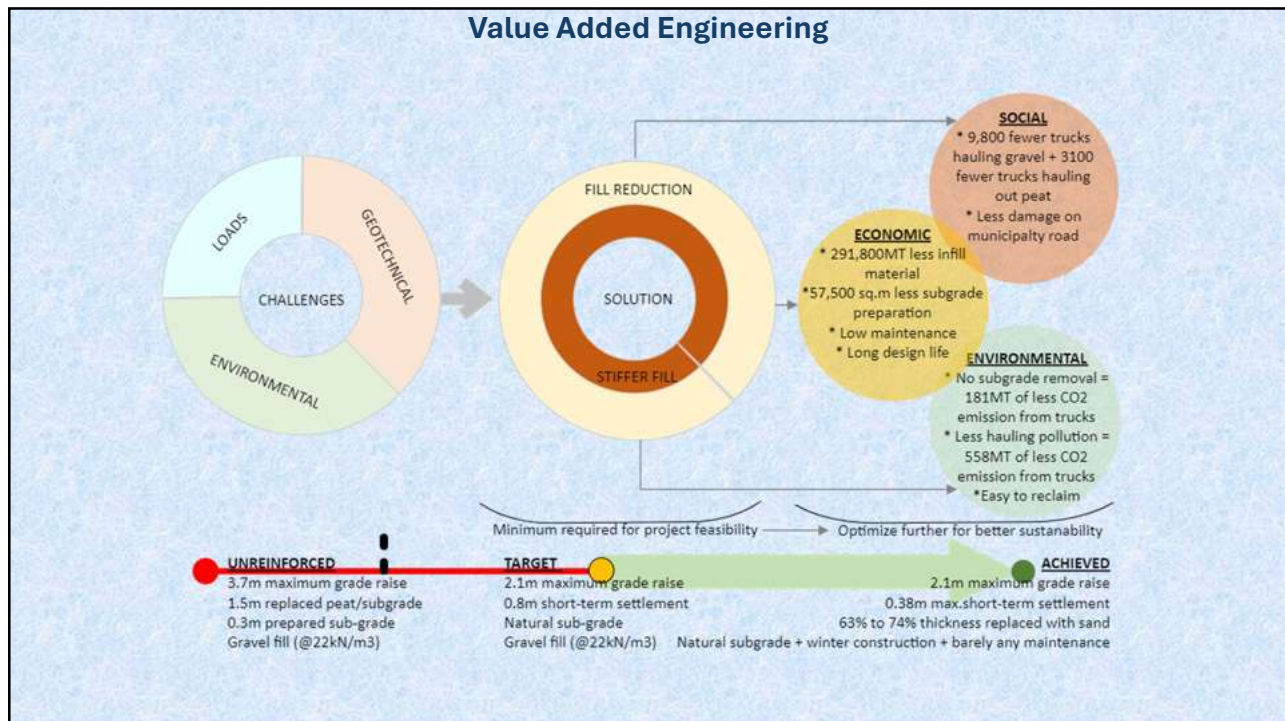 Value Added Engineering
LOADS
GEOTECHNICAL
CHALLENGES
ENVIRONMENTAL
FILL REDUCTION
SOLUTION
STIFFER FILL
SOCIAL
* 9,800 fewer trucks
hauling gravel + 3100
fewer trucks hauling
out peat
* Less damage on
municipalty road
ECONOMIC
* 291,800MT less infill
material
*57,500 sq.m less subgrade
preparation
* Low maintenance
* Long design life
ENVIRONMENTAL
* No subgrade removal =
181MT of less CO2
emission from trucks
* Less hauling pollution =
558MT of less CO2
emission from trucks
*Easy to reclaim
Minimum required for project feasibility
Optimize further for better sustanability
UNREINFORCED
3.7m maximum grade raise
1.5m replaced peat/subgrade
0.3m prepared sub-grade
Gravel fill (@22kN/m3)
TARGET
2.1m maximum grade raise
0.8m short-term settlement
Natural sub-grade
Gravel fill (@22kN/m3)
ACHIEVED
2.1m maximum grade raise
0.38m max.short-term settlement
63% to 74% thickness replaced with sand
Natural subgrade + winter construction + barely any maintenance